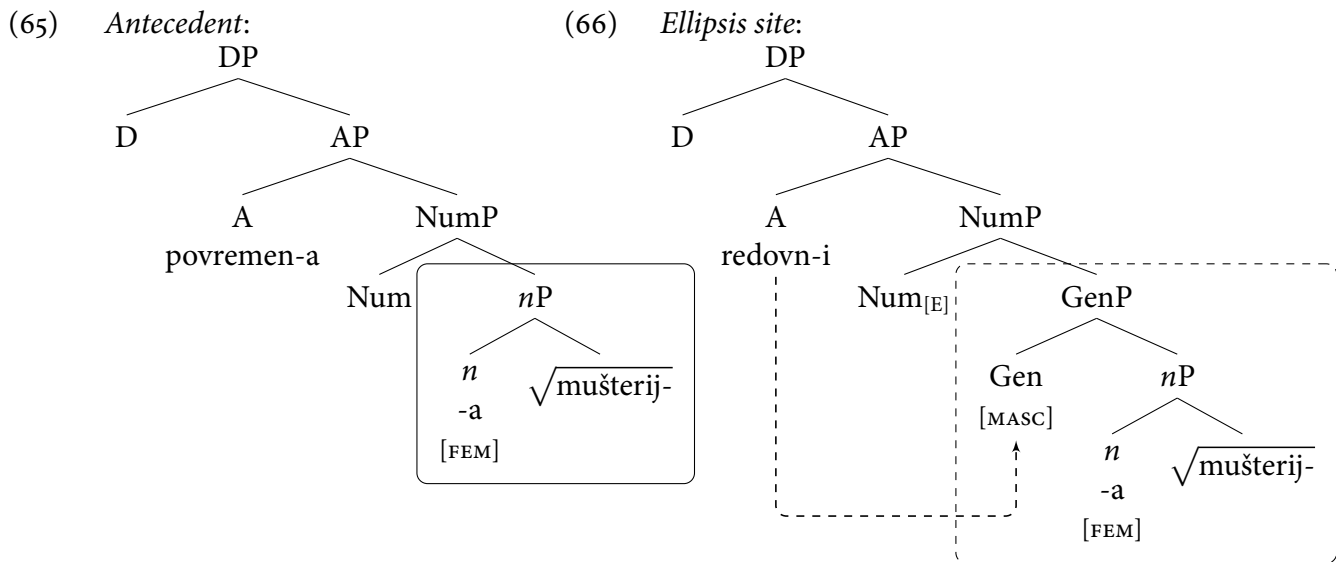 (65) Antecedent: (66) Ellipsis site:
DP DP
D AP D AP
A NumP A NumP
povremen-a redovn-i
Num nP Num[E] GenP
n √mušterij- Gen nP
-a [MASC]
[FEM] n √mušterij-
-a
[FEM]